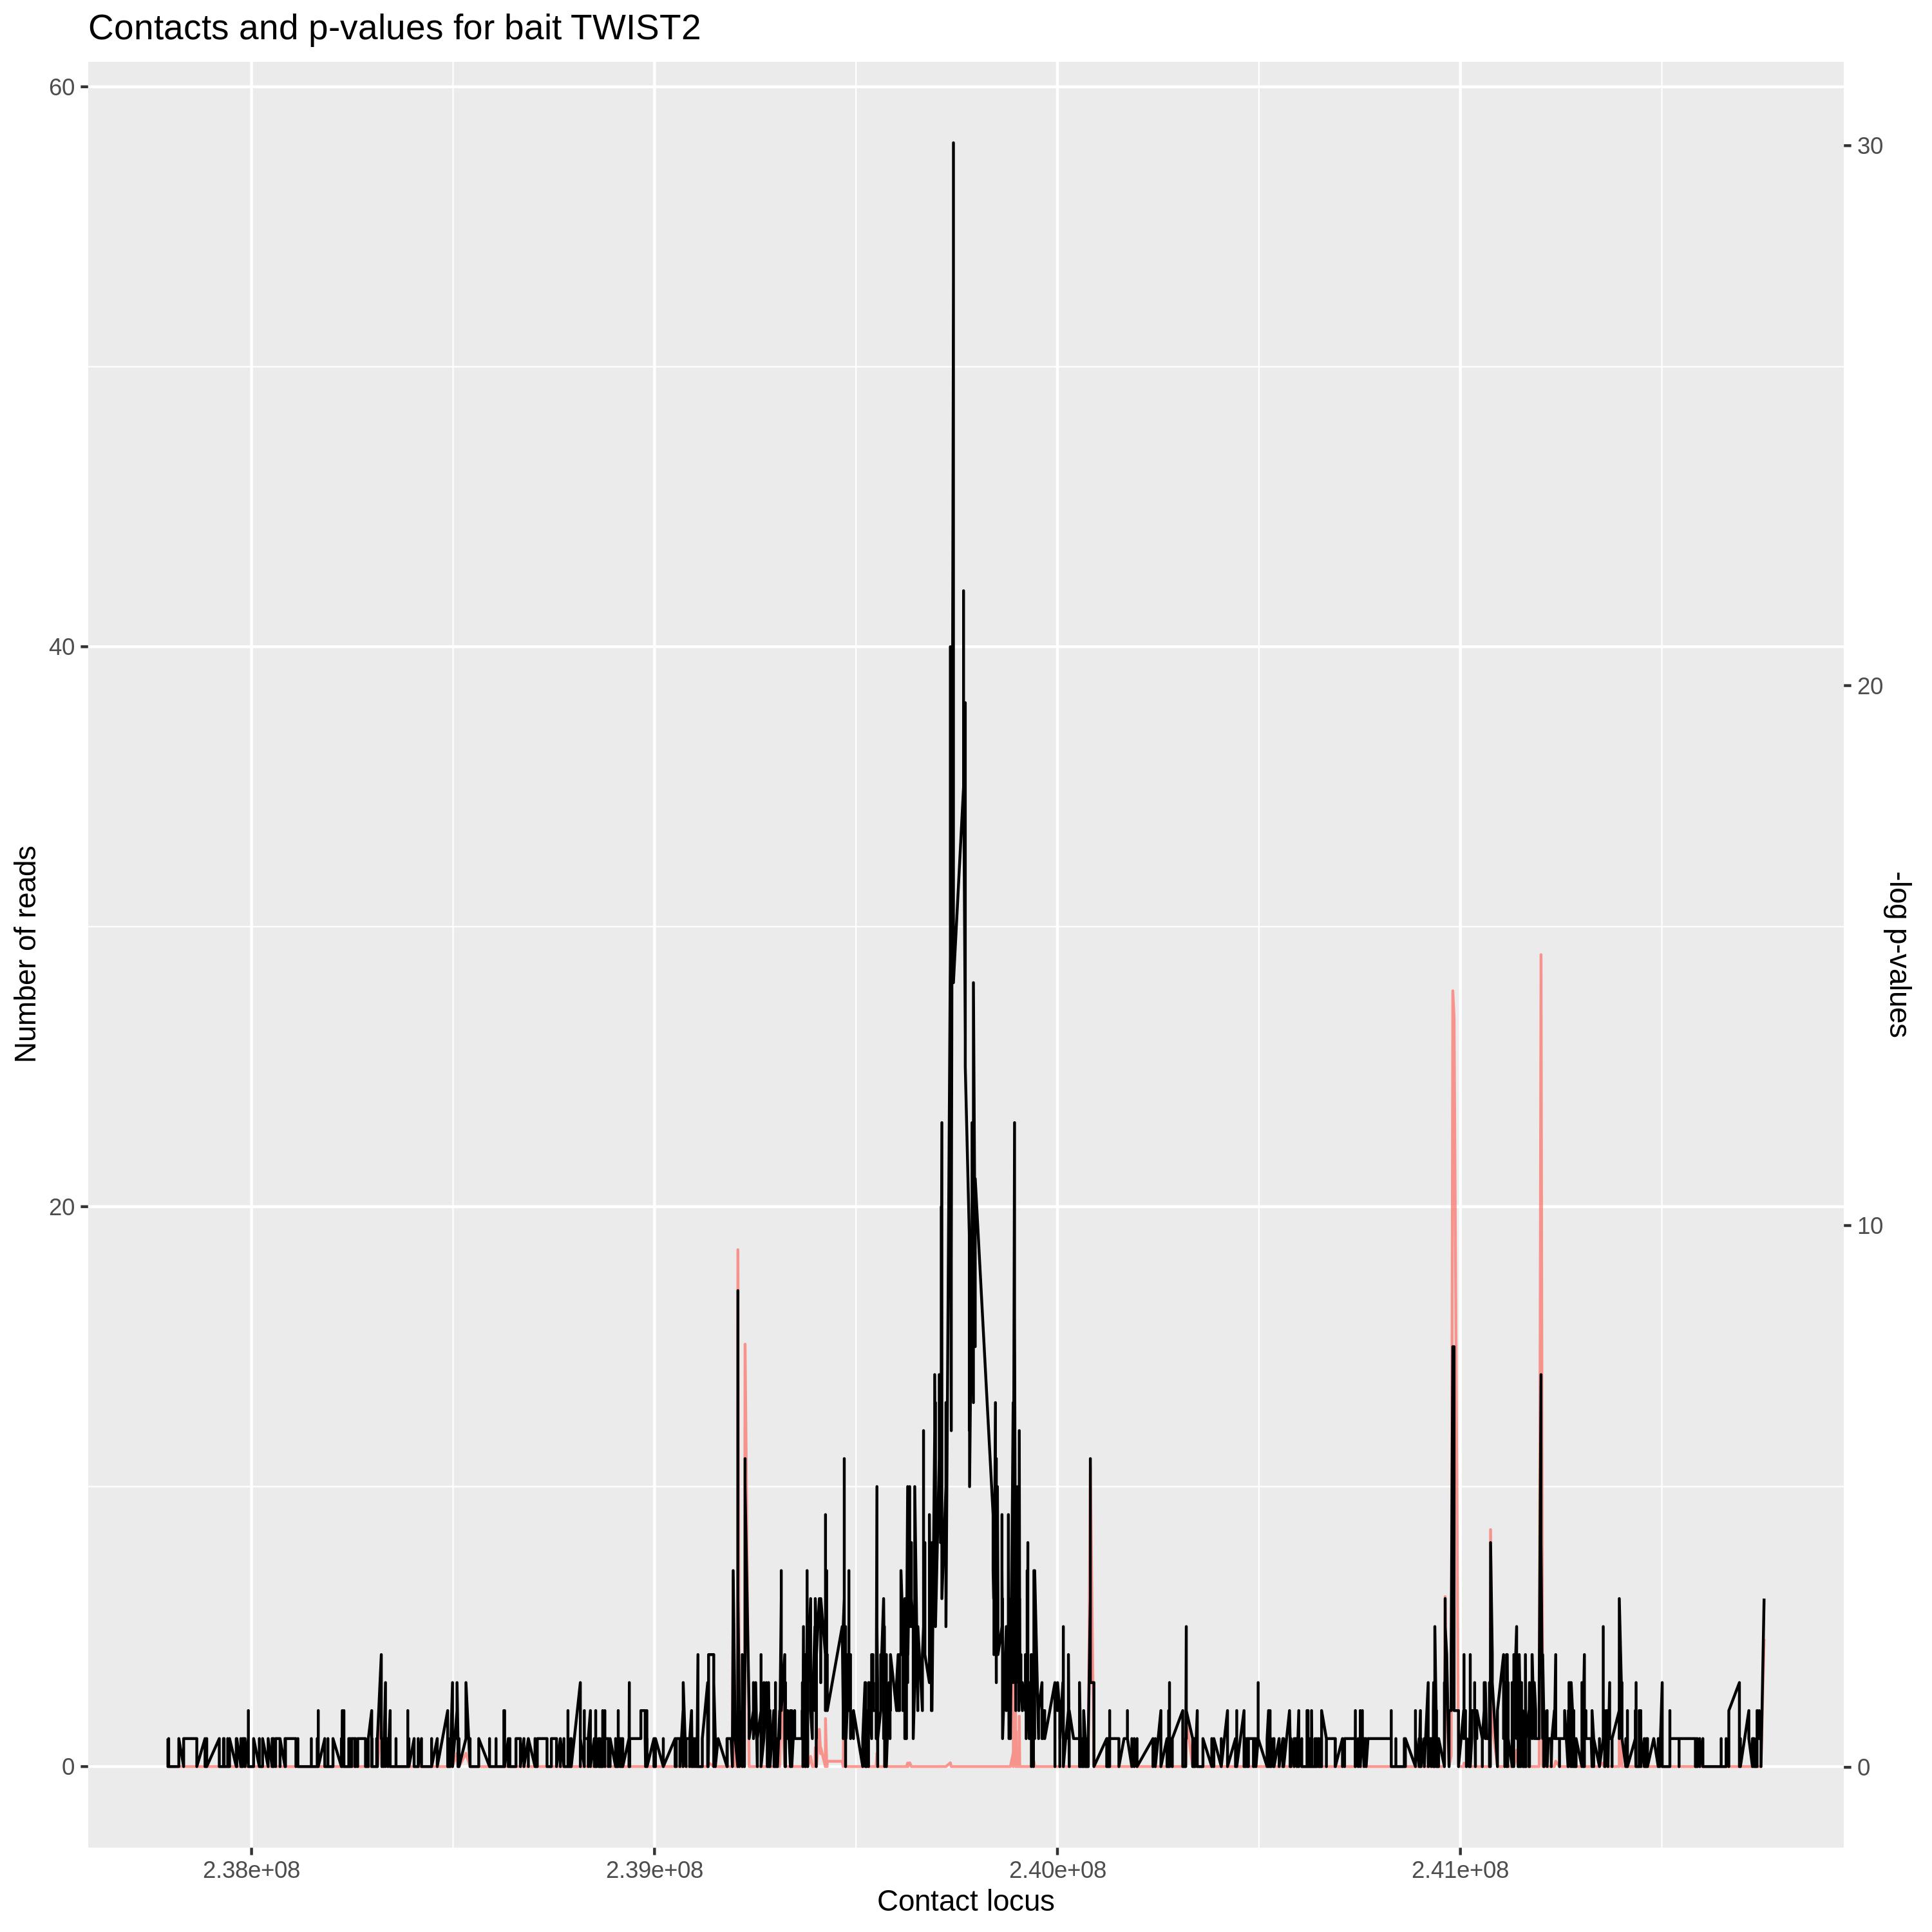 Contacts and p-values for bait TWIST2
60
40
20
0
Number of reads
30
20
10
0
-log p-values
2.38e+08 2.39e+08 2.40e+08 2.41e+08
Contact locus